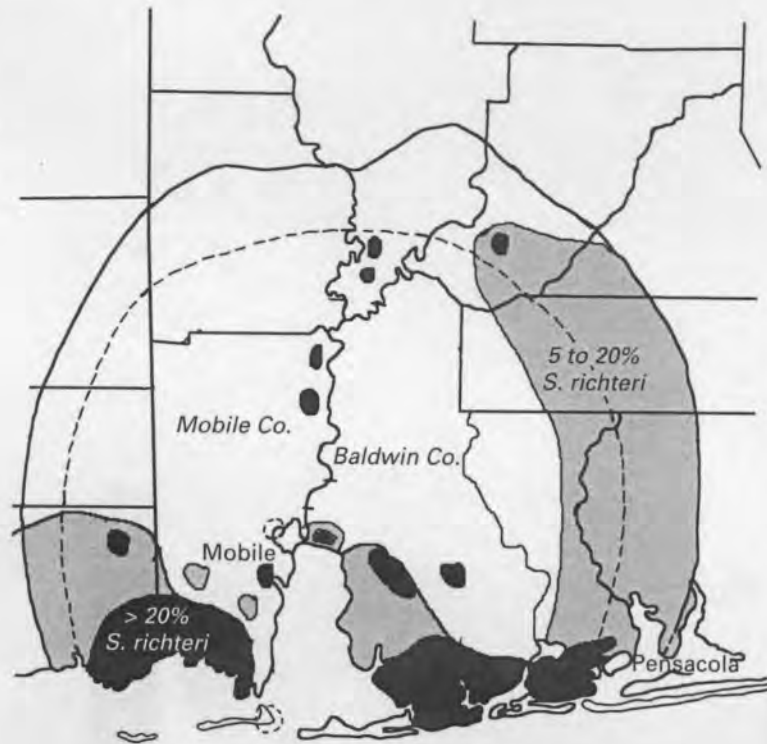 5 to 20%
S. richteri
Mobile Co.
Baldwin Co.
Mobile
> 20%
S. richteri
Pensacola